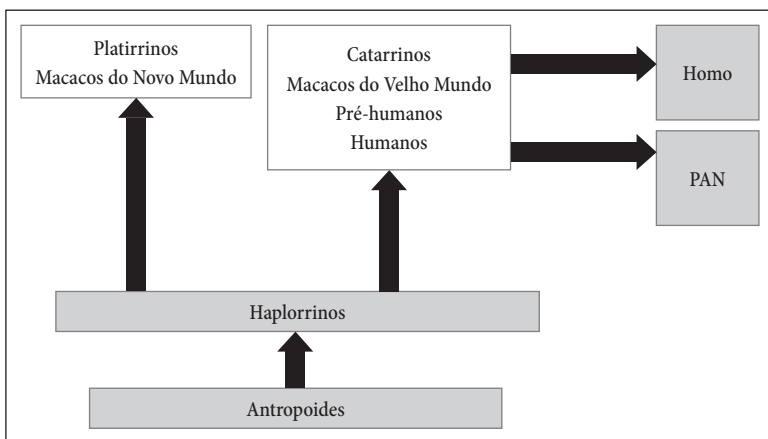 Platirrinos
Macacos do Novo Mundo
Catarrinos
Macacos do Velho Mundo
Pré-humanos
Humanos
Homo
PAN
Haplorrinos
Antropoides